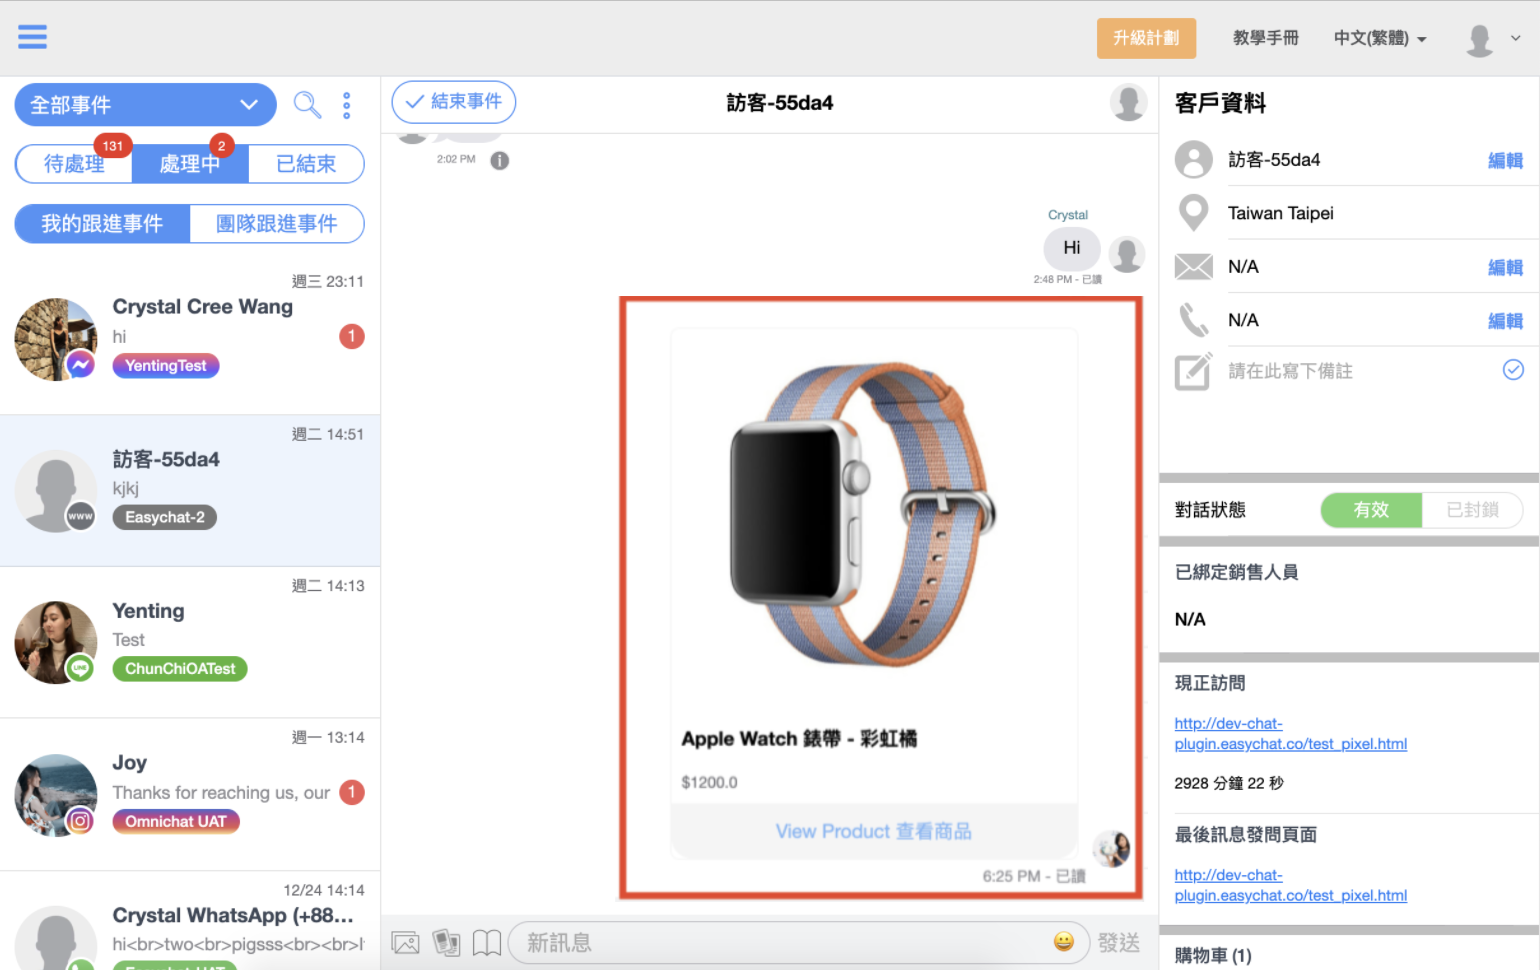 升級計劃
教學手冊
中文(繁體)
全部事件
131
2
待處理
處理中
已結束
我的跟進事件
團隊跟進事件
週三 23:11
Crystal Cree Wang
hi
1
YentingTest
週二 14:51
訪客-55da4
kjkj
www
Easychat-2
週二 14:13
Yenting
Test
LINE
ChunChiOATest
週一 13:14
Joy
Thanks for reaching us, our
1
Omnichat UAT
12/24 14:14
Crystal WhatsApp (+88...
hi<br>two<br>pigsss<br><br>I
Easychat UAT
結束事件
訪客-55da4
2:02 PM
Crystal
Hi
2:48 PM - 已讀
Apple Watch 錶帶 - 彩虹橘
$1200.0
View Product 查看商品
6:25 PM - 已讀
新訊息
發送
客戶資料
訪客-55da4
編輯
Taiwan Taipei
N/A
編輯
N/A
編輯
請在此寫下備註
對話狀態
有效
已封鎖
已綁定銷售人員
N/A
現正訪問
http://dev-chat-
plugin.easychat.co/test_pixel.html
2928 分鐘 22 秒
最後訊息發問頁面
http://dev-chat-
plugin.easychat.co/test_pixel.html
購物車 (1)